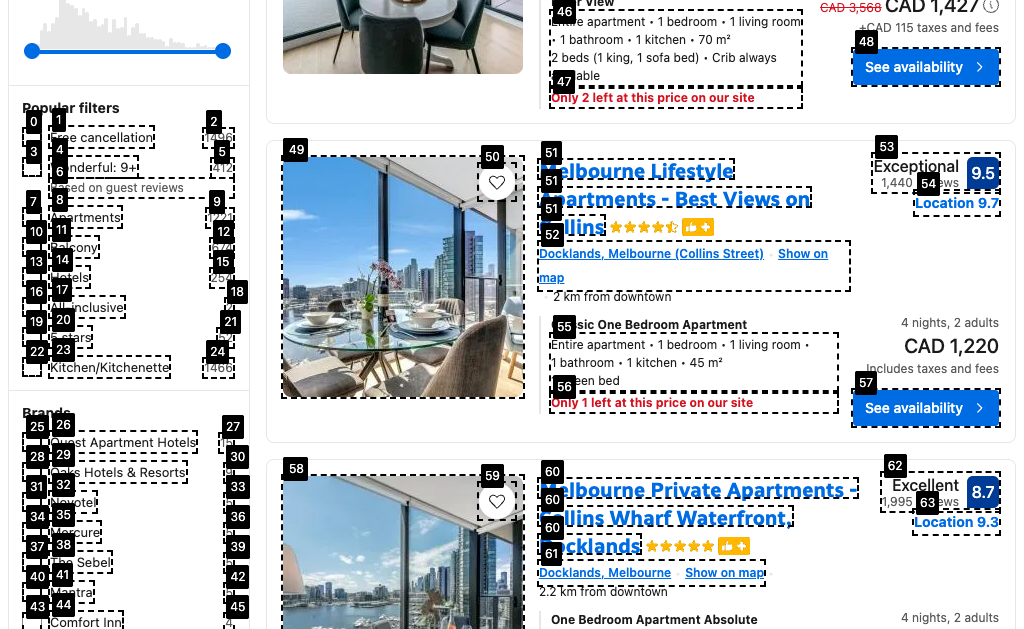 Popular filters
0 1 2
Free cancellation 1496
3 4 5
Wonderful: 9+ 412
6
Based on guest reviews
7 8 9
Apartments 1221
10 11 12
Balcony
13 14 15
Hotels 254
16 17 18
All-inclusive
19 20 21
5 stars
22 23 24
Kitchen/Kitchenette 1466
Brands
25 26 27
Quest Apartment Hotels 15
28 29 30
Oaks Hotels & Resorts 9
31 32 33
Novotel
34 35 36
Mercure
37 38 39
The Sebel
40 41 42
Mantra
43 44 45
Comfort Inn 4
View
46
Entire apartment • 1 bedroom • 1 living room
• 1 bathroom • 1 kitchen • 70 m²
2 beds (1 king, 1 sofa bed) • Crib always
available
47
Only 2 left at this price on our site
CAD 3,568 CAD 1,427
+CAD 115 taxes and fees
48
See availability
49 50
51
Melbourne Lifestyle
51
Apartments - Best Views on
51
Collins
52
Docklands, Melbourne (Collins Street) Show on
map
2 km from downtown
53
Exceptional 9.5
1,440 reviews
54
Location 9.7
55
Classic One Bedroom Apartment
Entire apartment • 1 bedroom • 1 living room •
1 bathroom • 1 kitchen • 45 m²
1 queen bed
56
Only 1 left at this price on our site
4 nights, 2 adults
CAD 1,220
Includes taxes and fees
57
See availability
58 59
60
Melbourne Private Apartments -
60
Collins Wharf Waterfront,
60
Docklands
61
Docklands, Melbourne Show on map
2.2 km from downtown
62
Excellent 8.7
1,995 reviews
63
Location 9.3
One Bedroom Apartment Absolute
4 nights, 2 adults